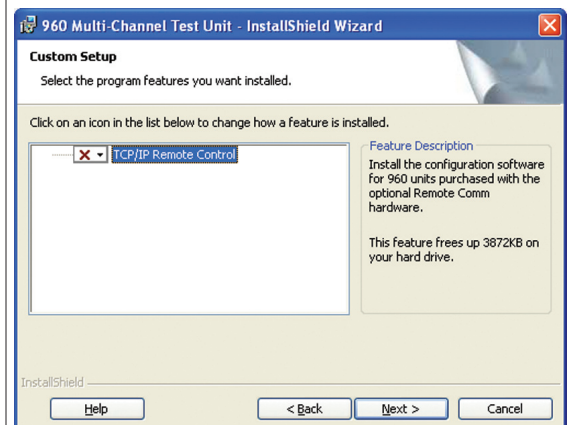 960 Multi-Channel Test Unit - InstallShield Wizard
Custom Setup
Select the program features you want installed.
Click on an icon in the list below to change how a feature is installed.
TCP/IP Remote Control
Feature Description
Install the configuration software
for 960 units purchased with the
optional Remote Comm
hardware.
This feature frees up 3872KB on
your hard drive.
InstallShield
Help
< Back
Next >
Cancel